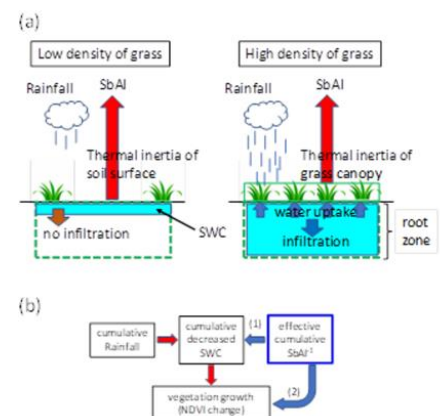 (a)
Low density of grass
High density of grass
SbAI
SbAI
Rainfall
Rainfall
Thermal inertia of
soil surface
Thermal inertia of
grass canopy
water uptake
no infiltration
SWC
infiltration
root
zone
(b)
cumulative
Rainfall
cumulative
decreased
SWC
(1)
effective
cumulative
SbAI⁻¹
(2)
vegetation growth
(NDVI change)